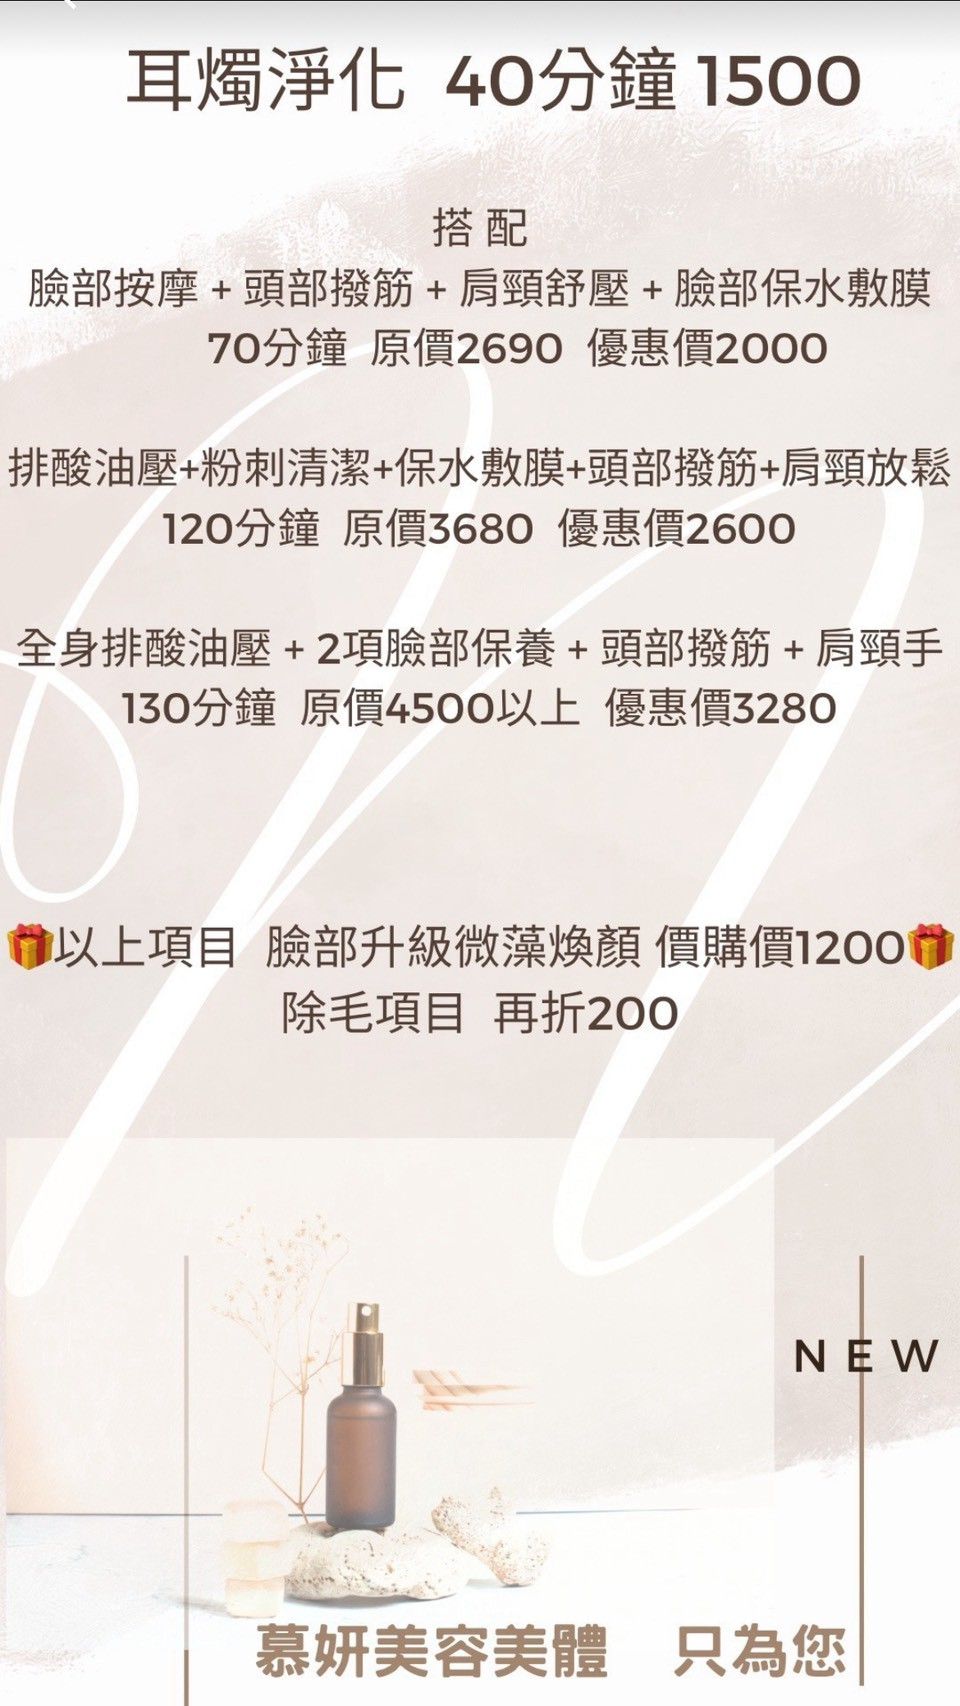 耳燭淨化 40分鐘 1500
搭 配
臉部按摩 + 頭部撥筋 + 肩頸舒壓 + 臉部保水敷膜
70分鐘 原價2690 優惠價2000
排酸油壓+粉刺清潔+保水敷膜+頭部撥筋+肩頸放鬆
120分鐘 原價3680 優惠價2600
全身排酸油壓 + 2項臉部保養 + 頭部撥筋 + 肩頸手
130分鐘 原價4500以上 優惠價3280
🎁以上項目 臉部升級微藻煥顏 價購價1200🎁
除毛項目 再折200
NEW
慕妍美容美體 只為您